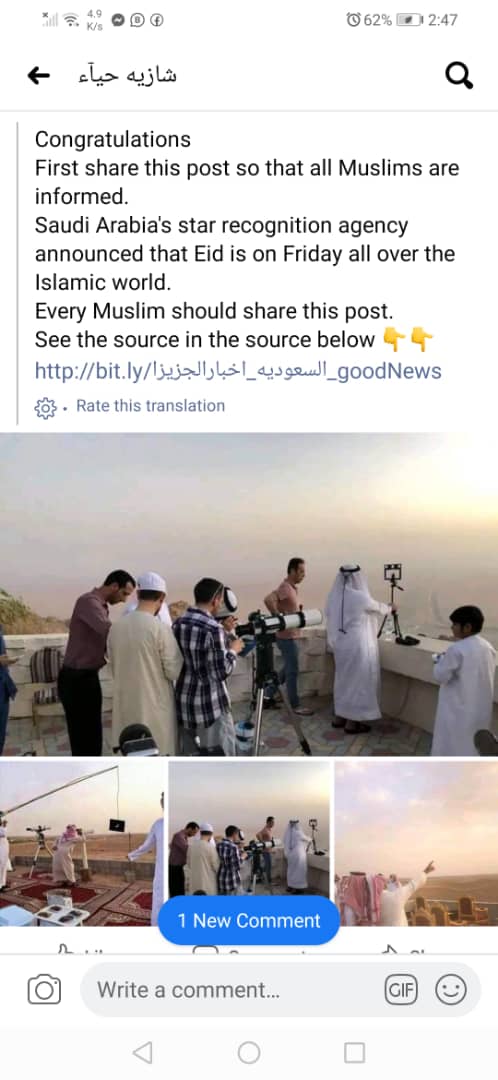 4.9
K/s
62%
2:47
شازيه حيآء
Congratulations
First share this post so that all Muslims are
informed.
Saudi Arabia's star recognition agency
announced that Eid is on Friday all over the
Islamic world.
Every Muslim should share this post.
See the source in the source below 👇👇
http://bit.ly/السعوديه_اخبارالجزيزا_goodNews
Rate this translation
1 New Comment
Write a comment...
GIF